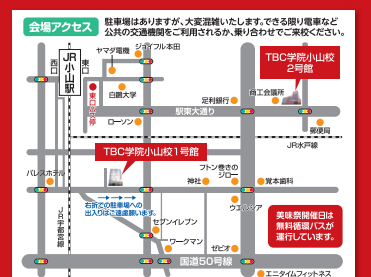 会場アクセス
駐車場はありますが、大変混雑いたします。できる限り電車など
公共の交通機関をご利用されるか、乗り合わせでご来校ください。
ジョイフル本田
ヤマダ電機
西口
JR小山駅
東口
TBC学院小山校
2号館
東口バス停
白鷗大学
足利銀行
商工会議所
駅東大通り
ローソン
郵便局
JR水戸線
TBC学院小山校1号館
フトン巻きの
ジロー
パレスホテル
神社
覚本歯科
右折での駐車場への
出入りはご遠慮願います。
ウエルシア
JR宇都宮線
セブンイレブン
美味祭開催日は
無料循環バスが
運行しています。
ワークマン
ゼビオ
国道50号線
エニタイムフィットネス